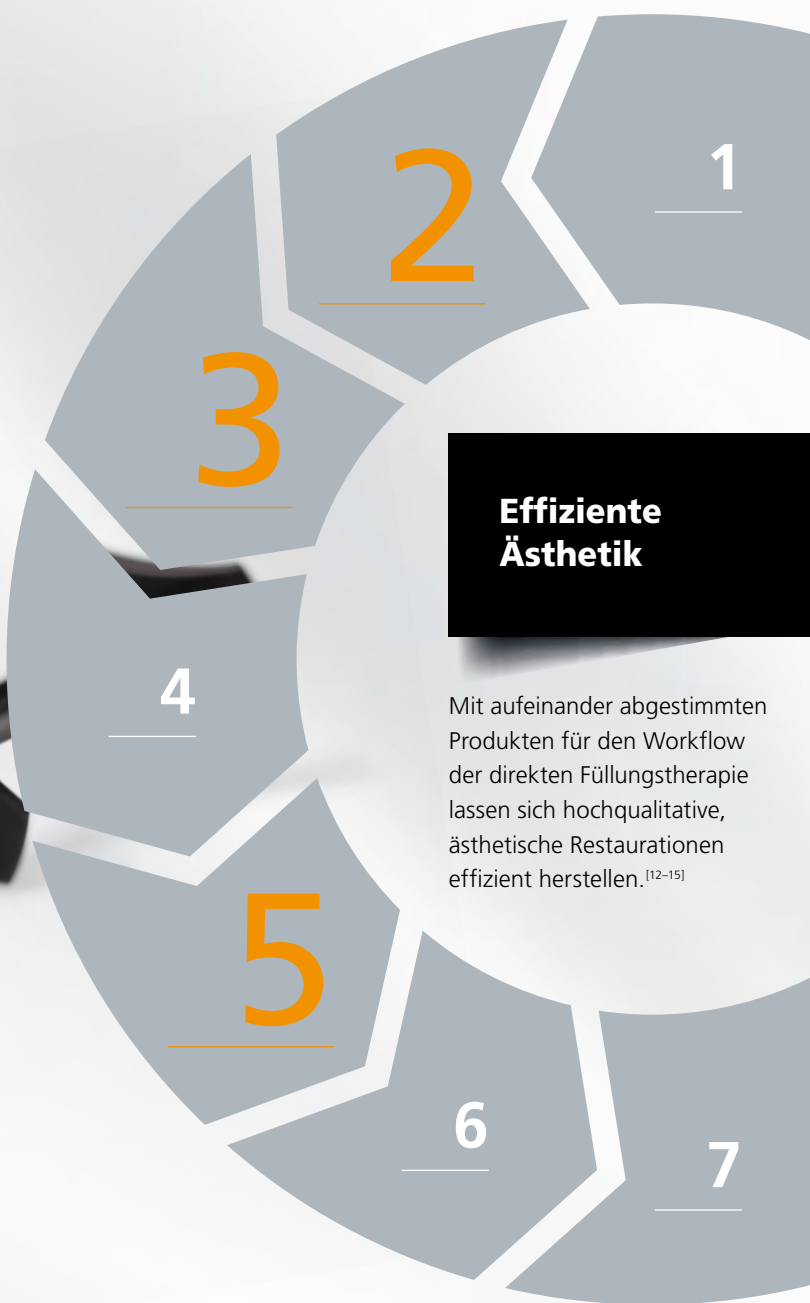 1
2
3
4
5
6
7
Effiziente
Ästhetik
Mit aufeinander abgestimmten
Produkten für den Workflow
der direkten Füllungstherapie
lassen sich hochqualitative,
ästhetische Restaurationen
effizient herstellen.[12–15]